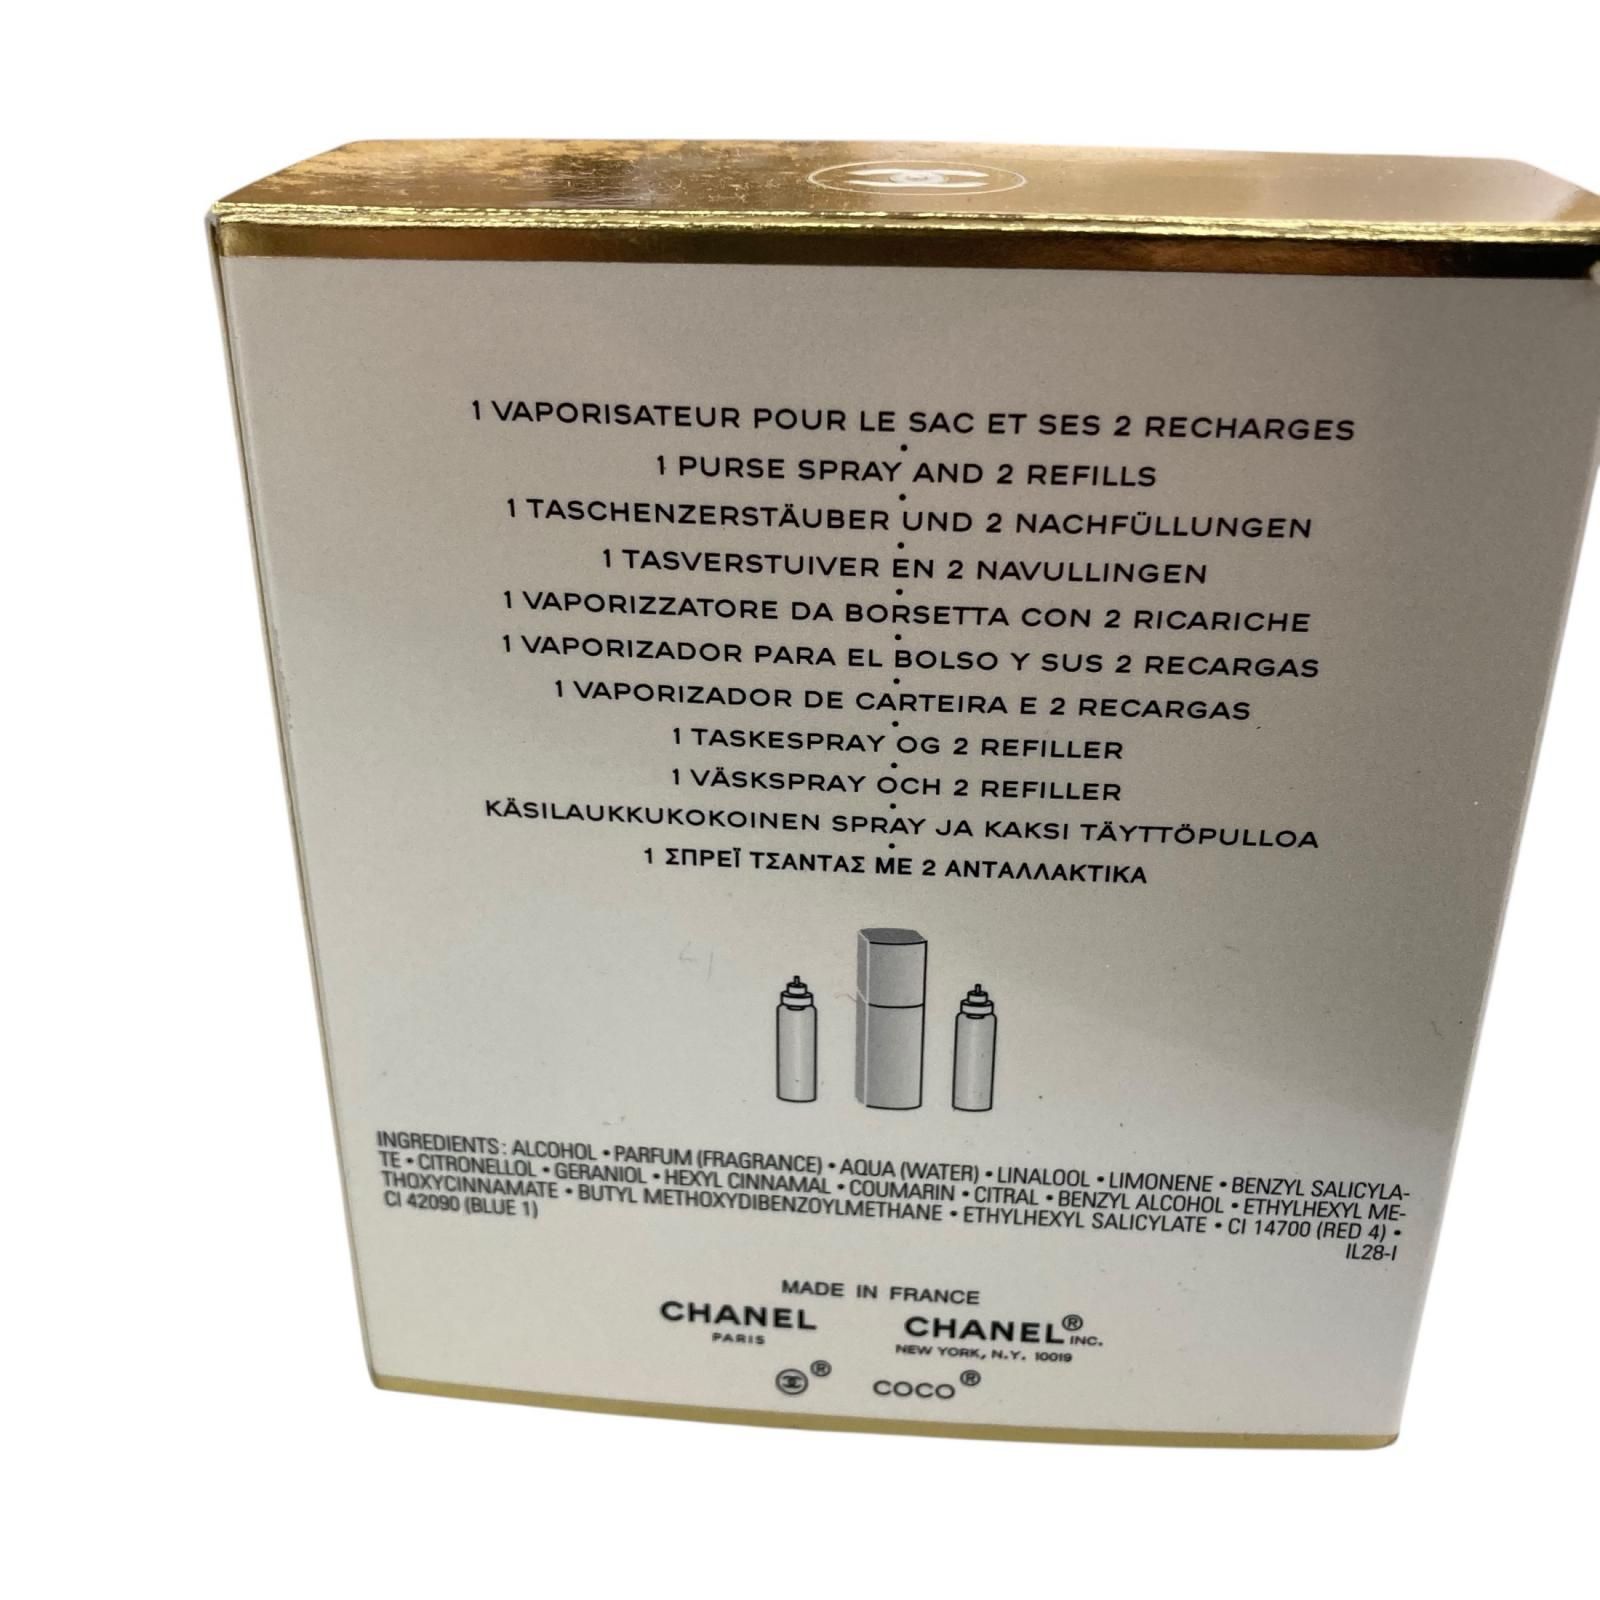 1 VAPORISATEUR POUR LE SAC ET SES 2 RECHARGES
•
1 PURSE SPRAY AND 2 REFILLS
•
1 TASCHENZERSTÄUBER UND 2 NACHFÜLLUNGEN
•
1 TASVERSTUIVER EN 2 NAVULLINGEN
•
1 VAPORIZZATORE DA BORSETTA CON 2 RICARICHE
•
1 VAPORIZADOR PARA EL BOLSO Y SUS 2 RECARGAS
•
1 VAPORIZADOR DE CARTEIRA E 2 RECARGAS
•
1 TASKESPRAY OG 2 REFILLER
•
1 VÄSKSPRAY OCH 2 REFILLER
•
KÄSILAUKKUKOKOINEN SPRAY JA KAKSI TÄYTTÖPULLOA
•
1 ΣΠΡΕΪ ΤΣΑΝΤΑΣ ΜΕ 2 ΑΝΤΑΛΛΑΚΤΙΚΑ
INGREDIENTS: ALCOHOL • PARFUM (FRAGRANCE) • AQUA (WATER) • LINALOOL • LIMONENE • BENZYL SALICYLA-
TE • CITRONELLOL • GERANIOL • HEXYL CINNAMAL • COUMARIN • CITRAL • BENZYL ALCOHOL • ETHYLHEXYL ME-
THOXYCINNAMATE • BUTYL METHOXYDIBENZOYLMETHANE • ETHYLHEXYL SALICYLATE • CI 14700 (RED 4) •
CI 42090 (BLUE 1)
IL28-I
MADE IN FRANCE
CHANEL
PARIS
CHANEL® INC.
NEW YORK, N.Y. 10019
®
COCO®